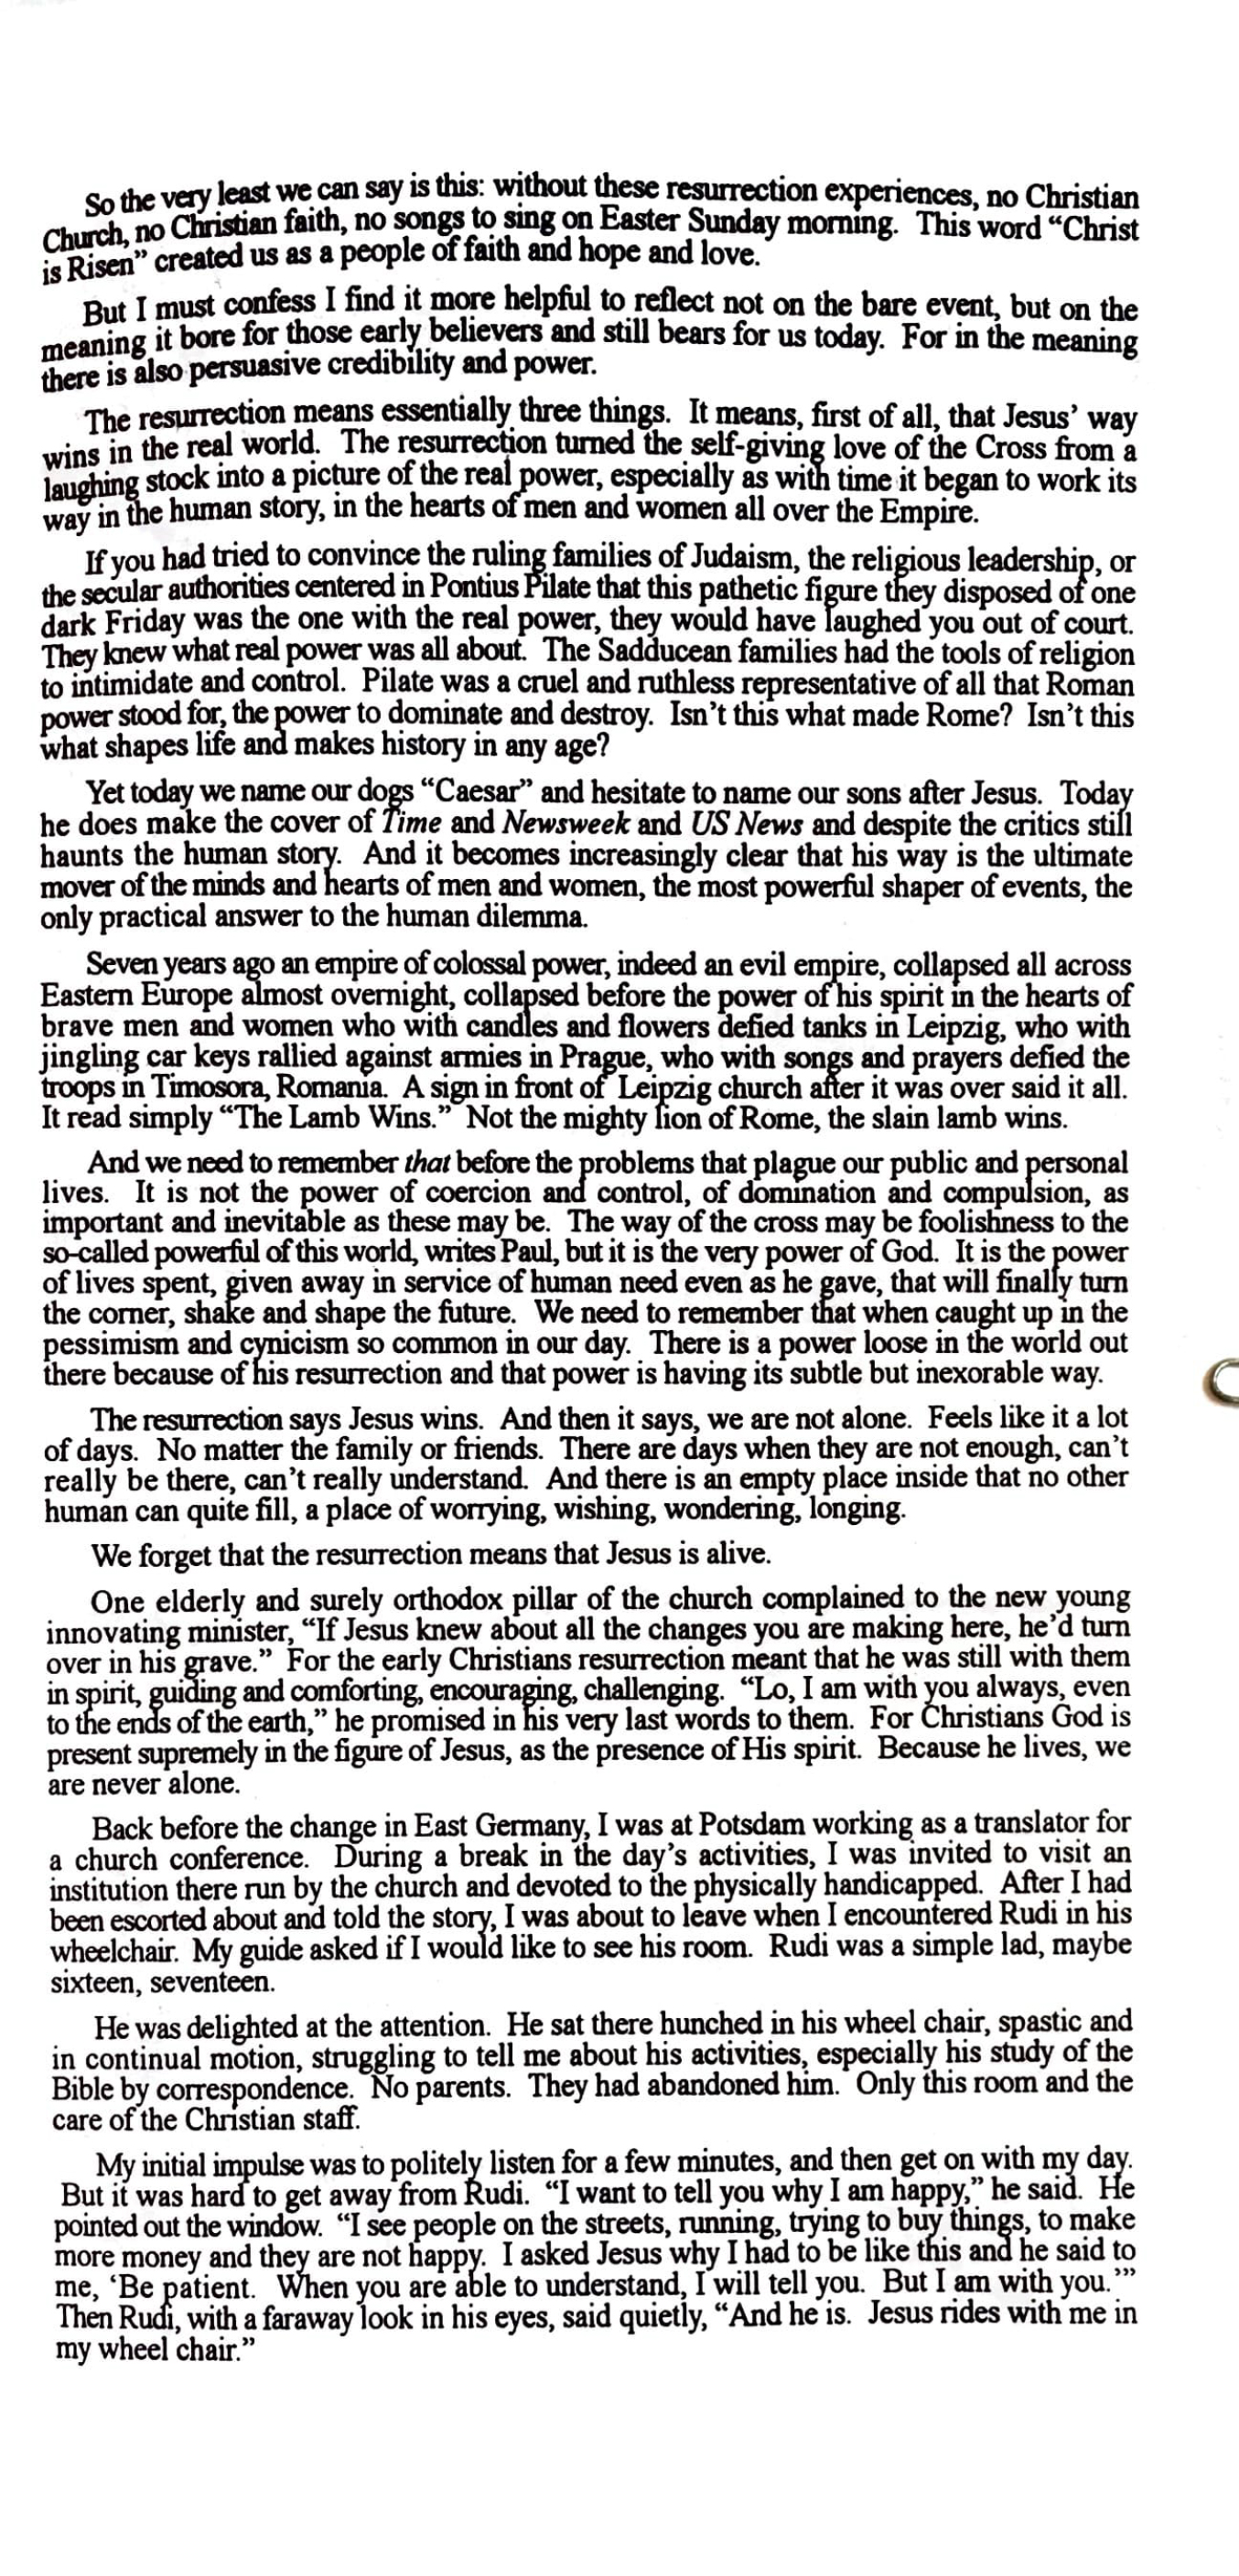 So the very least we can say is this: without these resurrection experiences, no Christian
Church, no Christian faith, no songs to sing on Easter Sunday morning. This word “Christ
is Risen” created us as a people of faith and hope and love.
But I must confess I find it more helpful to reflect not on the bare event, but on the
meaning it bore for those early believers and still bears for us today. For in the meaning
there is also persuasive credibility and power.
The resurrection means essentially three things. It means, first of all, that Jesus’ way
wins in the real world. The resurrection turned the self-giving love of the Cross from a
laughing stock into a picture of the real power, especially as with time it began to work its
way in the human story, in the hearts of men and women all over the Empire.
If you had tried to convince the ruling families of Judaism, the religious leadership, or
the secular authorities centered in Pontius Pilate that this pathetic figure they disposed of one
dark Friday was the one with the real power, they would have laughed you out of court.
They knew what real power was all about. The Sadducean families had the tools of religion
to intimidate and control. Pilate was a cruel and ruthless representative of all that Roman
power stood for, the power to dominate and destroy. Isn’t this what made Rome? Isn’t this
what shapes life and makes history in any age?
Yet today we name our dogs “Caesar” and hesitate to name our sons after Jesus. Today
he does make the cover of Time and Newsweek and US News and despite the critics still
haunts the human story. And it becomes increasingly clear that his way is the ultimate
mover of the minds and hearts of men and women, the most powerful shaper of events, the
only practical answer to the human dilemma.
Seven years ago an empire of colossal power, indeed an evil empire, collapsed all across
Eastern Europe almost overnight, collapsed before the power of his spirit in the hearts of
brave men and women who with candles and flowers defied tanks in Leipzig, who with
jingling car keys rallied against armies in Prague, who with songs and prayers defied the
troops in Timosora, Romania. A sign in front of Leipzig church after it was over said it all.
It read simply “The Lamb Wins.” Not the mighty lion of Rome, the slain lamb wins.
And we need to remember that before the problems that plague our public and personal
lives. It is not the power of coercion and control, of domination and compulsion, as
important and inevitable as these may be. The way of the cross may be foolishness to the
so-called powerful of this world, writes Paul, but it is the very power of God. It is the power
of lives spent, given away in service of human need even as he gave, that will finally turn
the corner, shake and shape the future. We need to remember that when caught up in the
pessimism and cynicism so common in our day. There is a power loose in the world out
there because of his resurrection and that power is having its subtle but inexorable way.
The resurrection says Jesus wins. And then it says, we are not alone. Feels like it a lot
of days. No matter the family or friends. There are days when they are not enough, can’t
really be there, can’t really understand. And there is an empty place inside that no other
human can quite fill, a place of worrying, wishing, wondering, longing.
We forget that the resurrection means that Jesus is alive.
One elderly and surely orthodox pillar of the church complained to the new young
innovating minister, “If Jesus knew about all the changes you are making here, he’d turn
over in his grave.” For the early Christians resurrection meant that he was still with them
in spirit, guiding and comforting, encouraging, challenging. “Lo, I am with you always, even
to the ends of the earth,” he promised in his very last words to them. For Christians God is
present supremely in the figure of Jesus, as the presence of His spirit. Because he lives, we
are never alone.
Back before the change in East Germany, I was at Potsdam working as a translator for
a church conference. During a break in the day’s activities, I was invited to visit an
institution there run by the church and devoted to the physically handicapped. After I had
been escorted about and told the story, I was about to leave when I encountered Rudi in his
wheelchair. My guide asked if I would like to see his room. Rudi was a simple lad, maybe
sixteen, seventeen.
He was delighted at the attention. He sat there hunched in his wheel chair, spastic and
in continual motion, struggling to tell me about his activities, especially his study of the
Bible by correspondence. No parents. They had abandoned him. Only this room and the
care of the Christian staff.
My initial impulse was to politely listen for a few minutes, and then get on with my day.
But it was hard to get away from Rudi. “I want to tell you why I am happy,” he said. He
pointed out the window. “I see people on the streets, running, trying to buy things, to make
more money and they are not happy. I asked Jesus why I had to be like this and he said to
me, ‘Be patient. When you are able to understand, I will tell you. But I am with you.’”
Then Rudi, with a faraway look in his eyes, said quietly, “And he is. Jesus rides with me in
my wheel chair.”